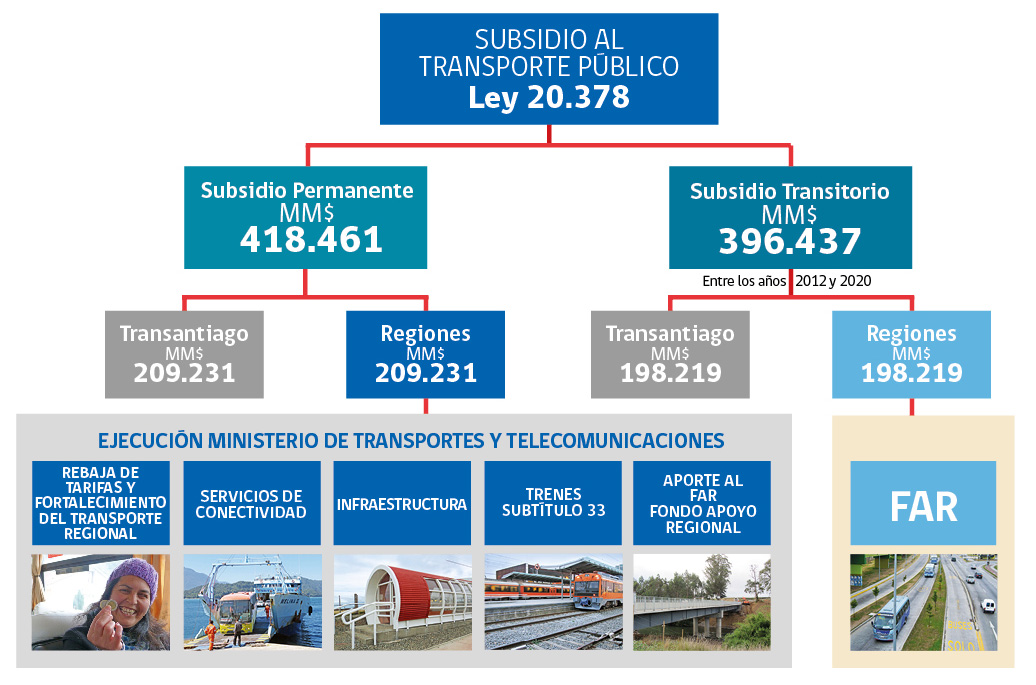 SUBSIDIO AL
TRANSPORTE PÚBLICO
Ley 20.378
Subsidio Permanente
MM$
418.461
Subsidio Transitorio
MM$
396.437
Entre los años 2012 y 2020
Transantiago
MM$
209.231
Regiones
MM$
209.231
Transantiago
MM$
198.219
Regiones
MM$
198.219
EJECUCIÓN MINISTERIO DE TRANSPORTES Y TELECOMUNICACIONES
REBAJA DE
TARIFAS Y
FORTALECIMIENTO
DEL TRANSPORTE
REGIONAL
SERVICIOS DE
CONECTIVIDAD
INFRAESTRUCTURA
TRENES
SUBTÍTULO 33
APORTE AL
FAR
FONDO APOYO
REGIONAL
FAR
SOLO